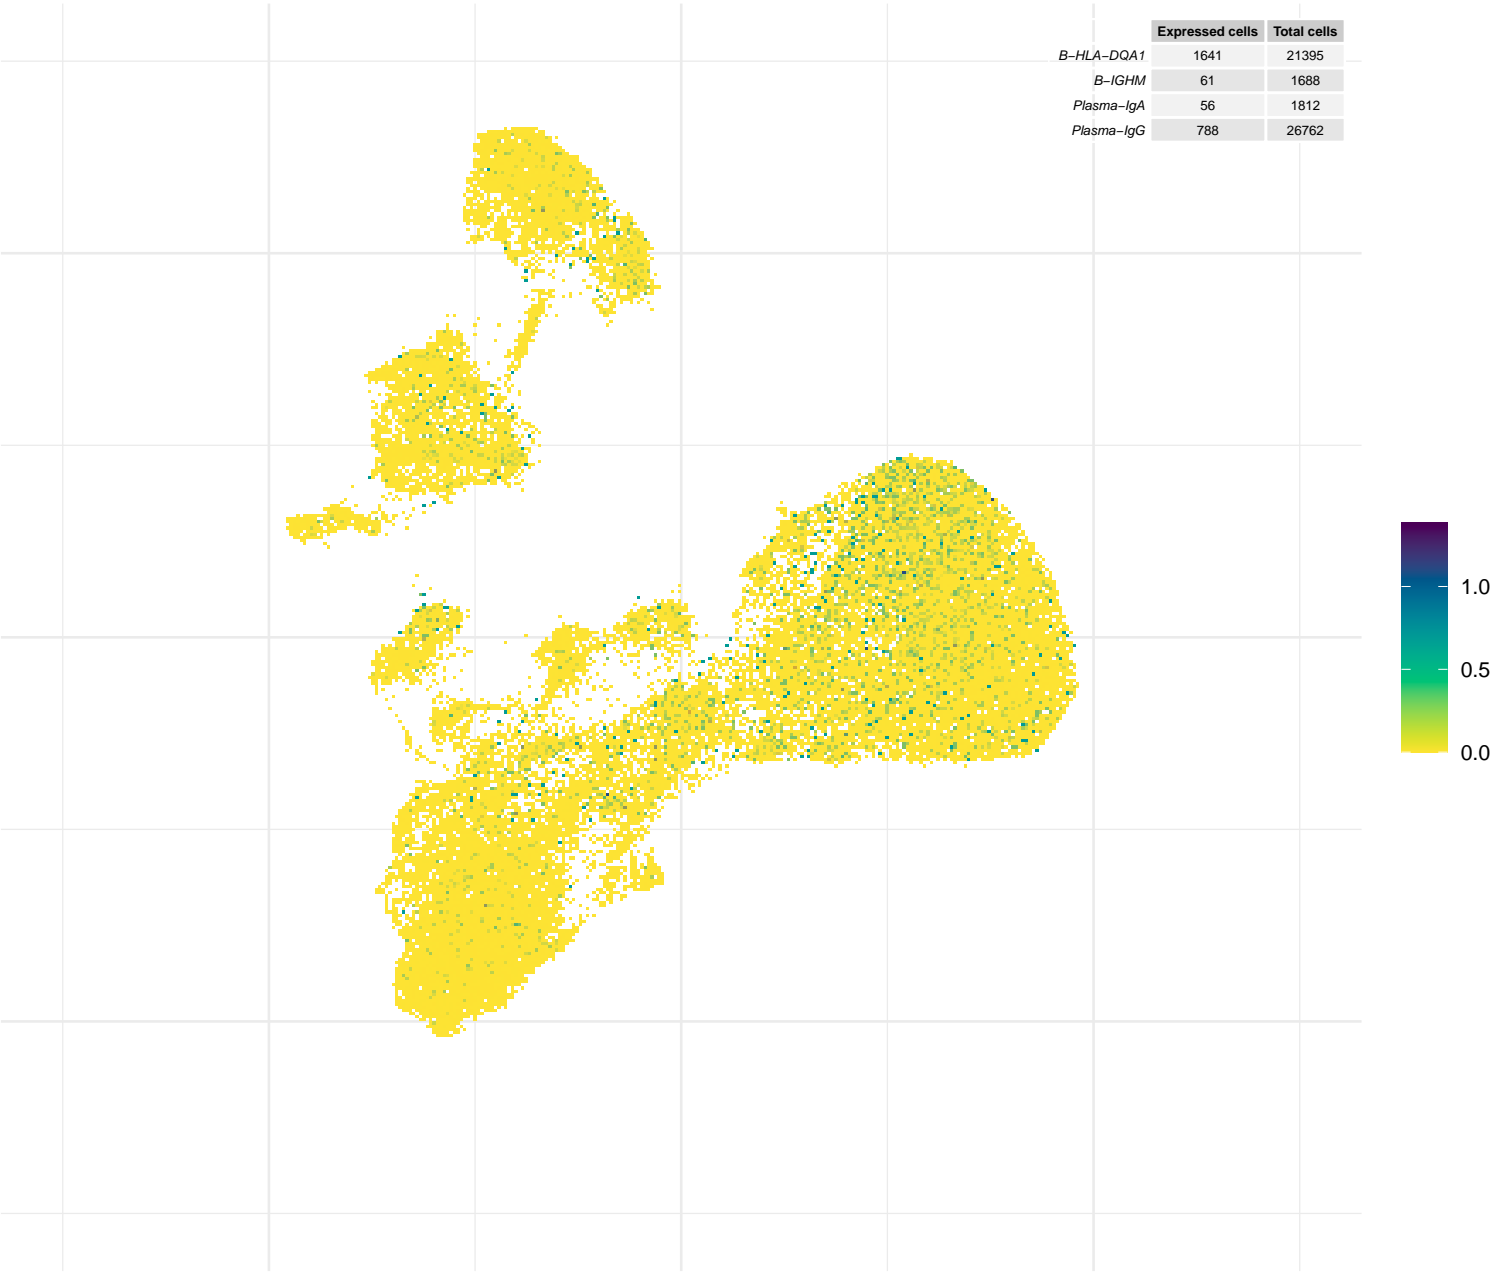 Expressed cells Total cells
B−HLA−DQA1 1641 21395
B−IGHM 61 1688
Plasma−IgA 56 1812
Plasma−IgG 788 26762
1.0
0.5
0.0